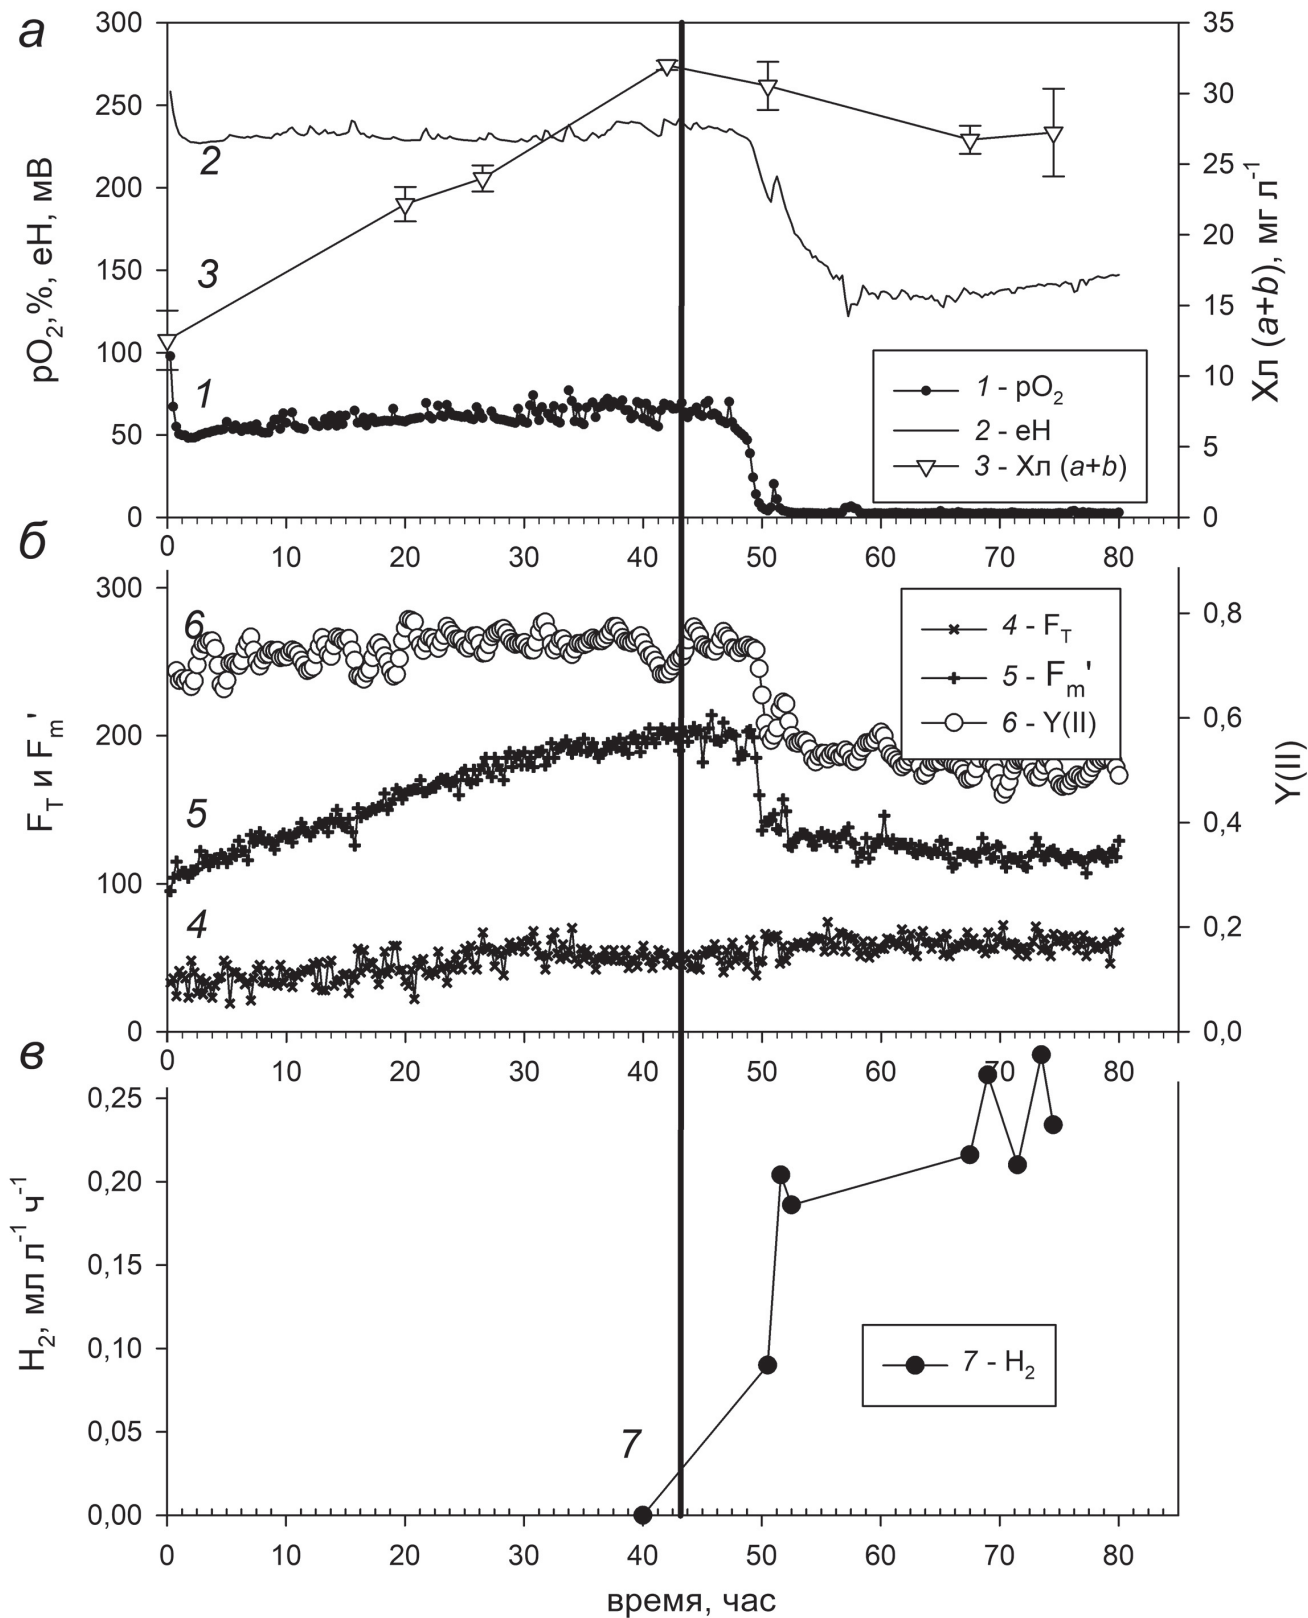 а
300
250
200
150
100
50
0
pO2,%, eH, мВ
35
30
25
20
15
10
5
0
Хл (a+b), мг л-1
2
3
1
1 - pO2
2 - eH
3 - Хл (a+b)
0 10 20 30 40 50 60 70 80
б
300
200
100
0
FT и Fm'
0,8
0,6
0,4
0,2
0,0
Y(II)
6
5
4
4 - FT
5 - Fm'
6 - Y(II)
0 10 20 30 40 50 60 70 80
в
0,25
0,20
0,15
0,10
0,05
0,00
H2, мл л-1 ч-1
7
7 - H2
0 10 20 30 40 50 60 70 80
время, час